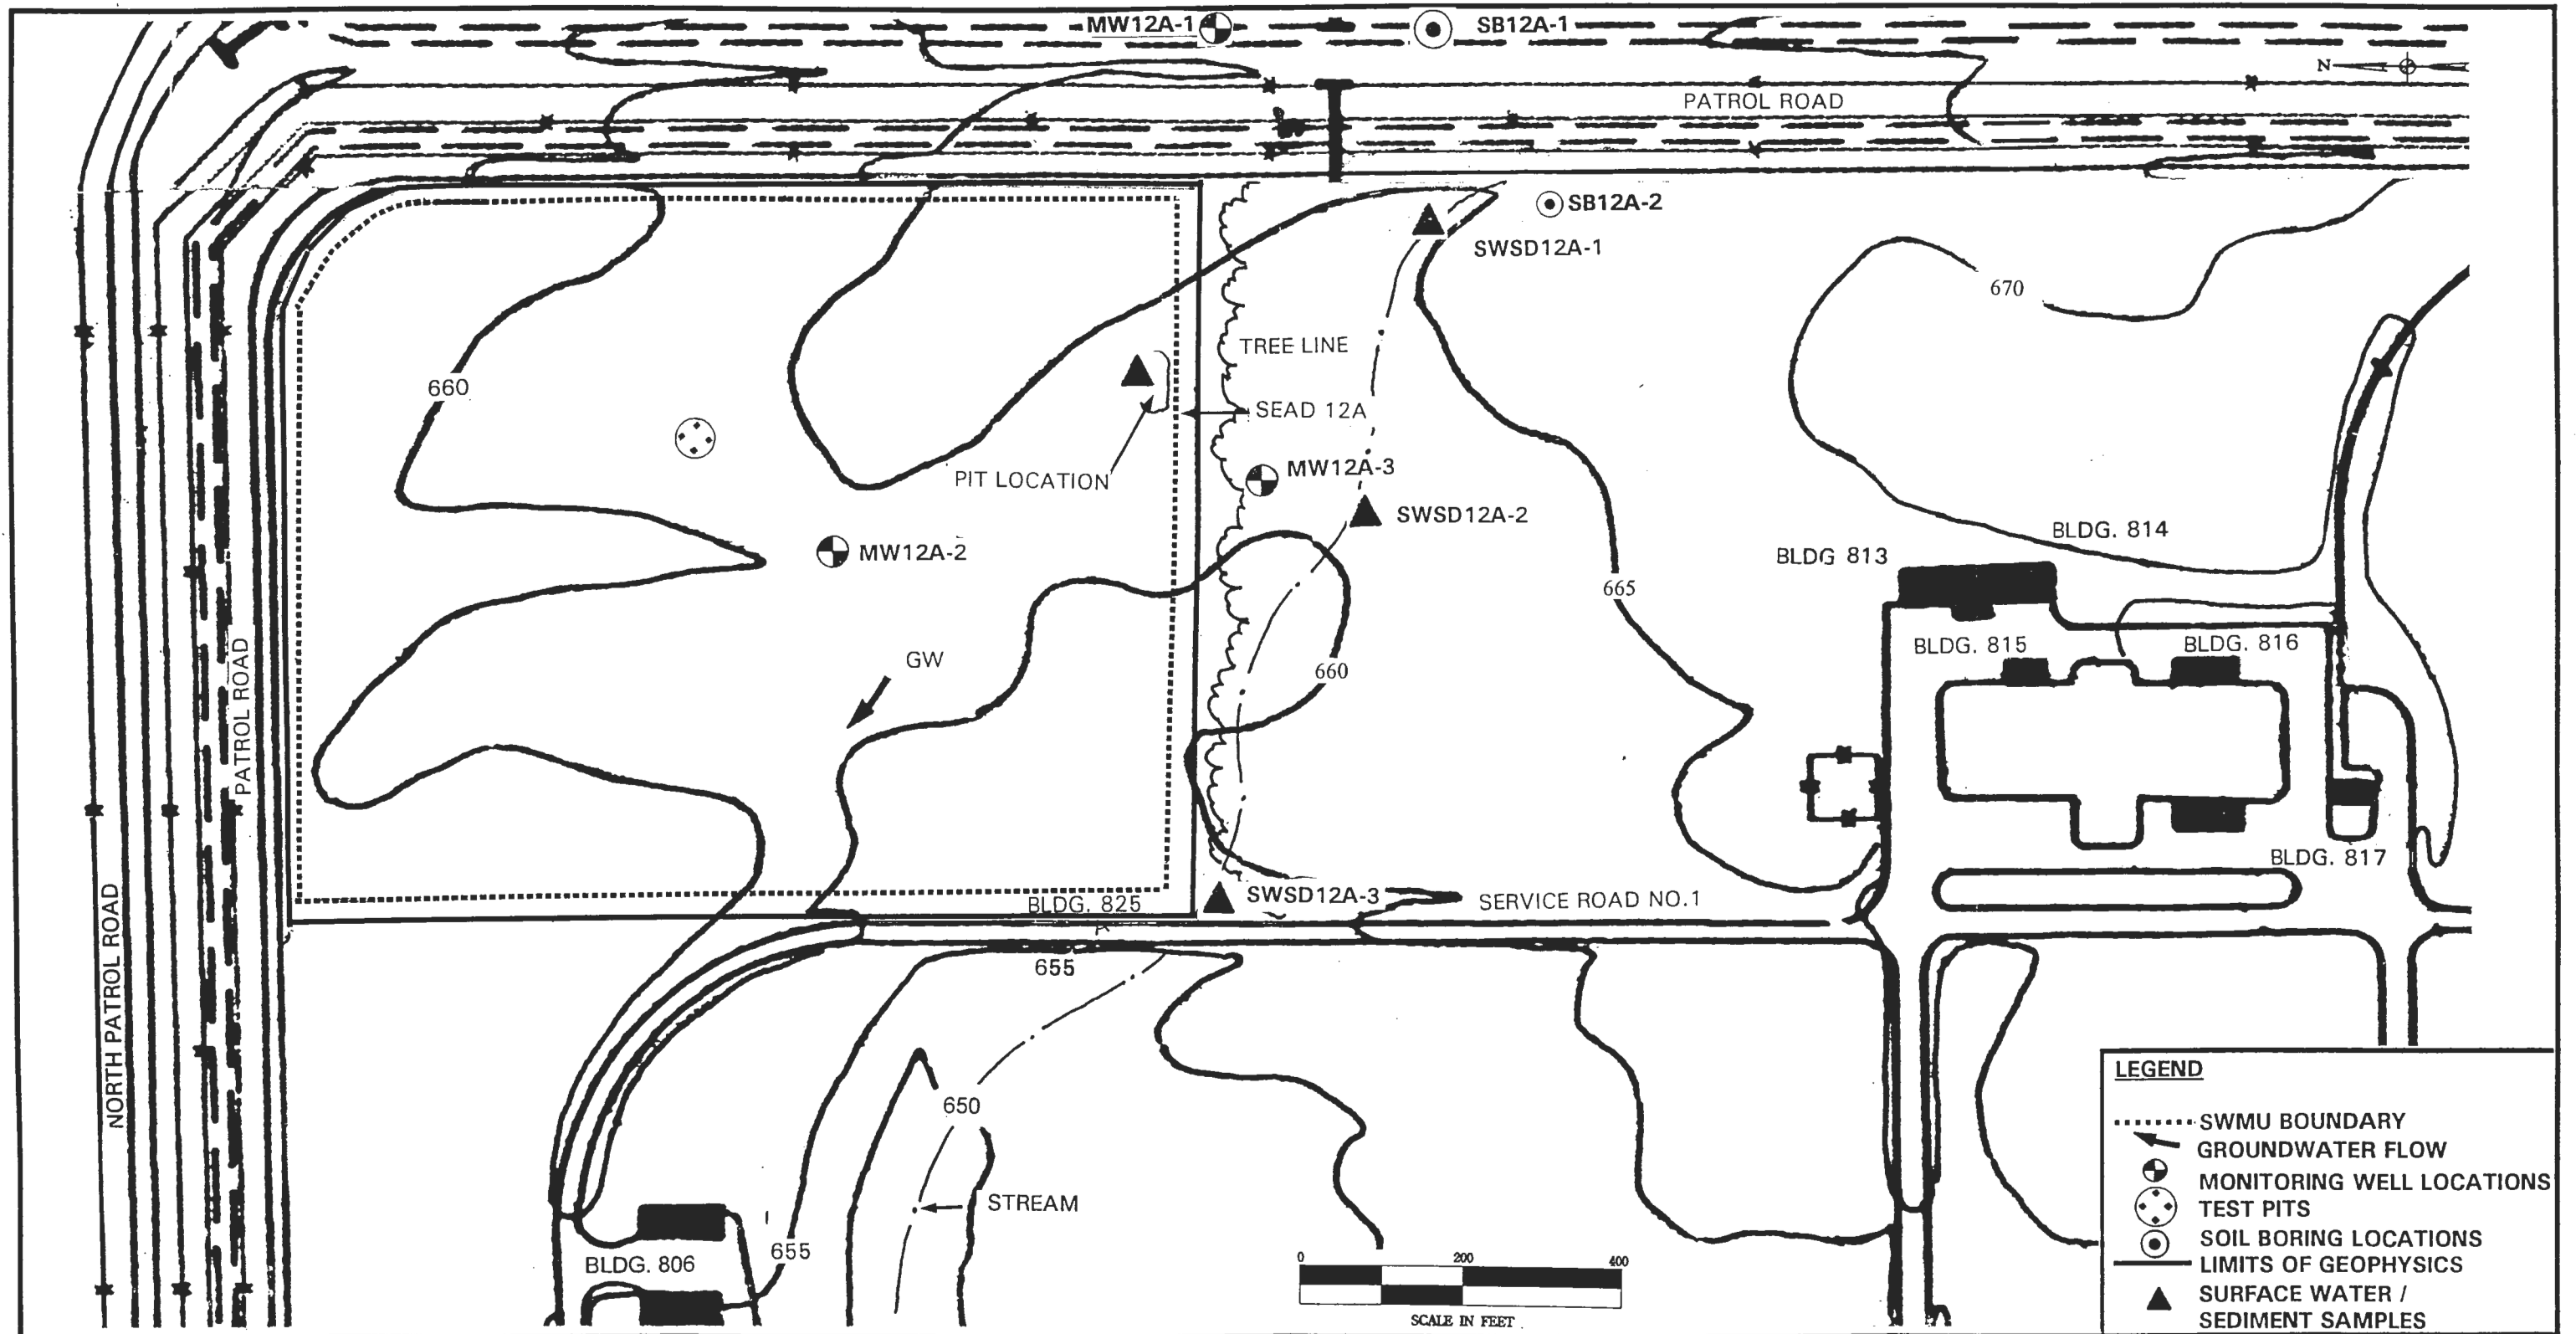 MW12A-1
SB12A-1
N
PATROL ROAD
SB12A-2
SWSD12A-1
670
TREE LINE
660
SEAD 12A
MW12A-3
PIT LOCATION
SWSD12A-2
BLDG. 814
MW12A-2
BLDG 813
665
BLDG. 815
BLDG. 816
GW
660
PATROL ROAD
BLDG. 817
SWSD12A-3
BLDG. 825
SERVICE ROAD NO.1
655
NORTH PATROL ROAD
650
STREAM
655
BLDG. 806
0 200 400
SCALE IN FEET
LEGEND
SWMU BOUNDARY
GROUNDWATER FLOW
MONITORING WELL LOCATIONS
TEST PITS
SOIL BORING LOCATIONS
LIMITS OF GEOPHYSICS
SURFACE WATER /
SEDIMENT SAMPLES